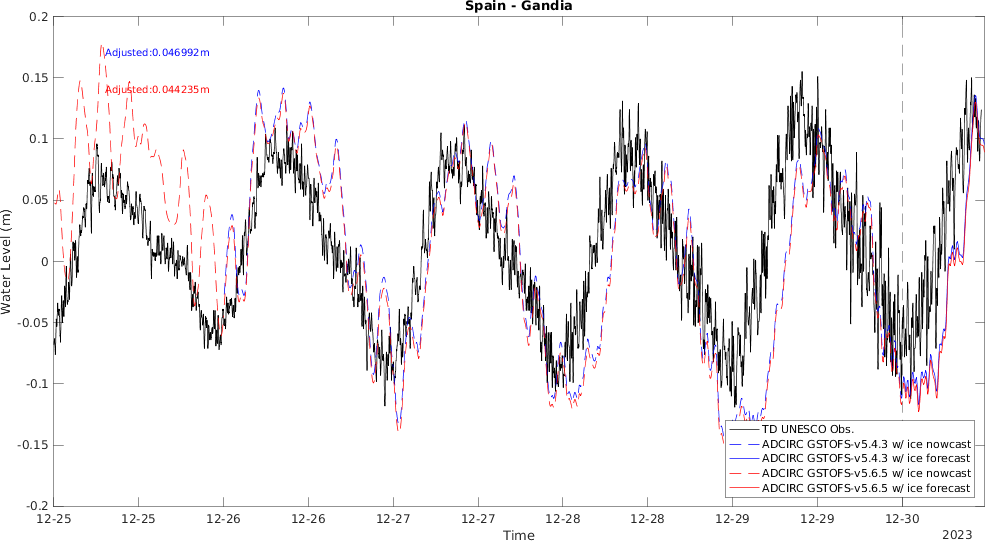 Spain - Gandia
0.2
0.15
0.1
0.05
0
-0.05
-0.1
-0.15
-0.2
Water Level (m)
Adjusted:0.046992m
Adjusted:0.044235m
TD UNESCO Obs.
ADCIRC GSTOFS-v5.4.3 w/ ice nowcast
ADCIRC GSTOFS-v5.4.3 w/ ice forecast
ADCIRC GSTOFS-v5.6.5 w/ ice nowcast
ADCIRC GSTOFS-v5.6.5 w/ ice forecast
12-25 12-25 12-26 12-26 12-27 12-27 12-28 12-28 12-29 12-29 12-30
Time
2023